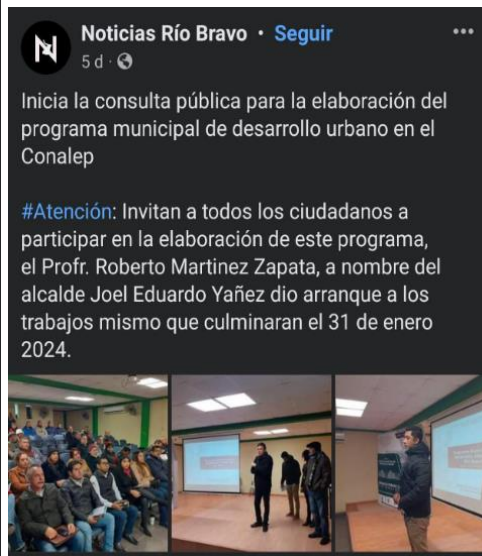 Noticias Río Bravo • Seguir
5 d ·
Inicia la consulta pública para la elaboración del
programa municipal de desarrollo urbano en el
Conalep
#Atención: Invitan a todos los ciudadanos a
participar en la elaboración de este programa,
el Profr. Roberto Martinez Zapata, a nombre del
alcalde Joel Eduardo Yañez dio arranque a los
trabajos mismo que culminaran el 31 de enero
2024.